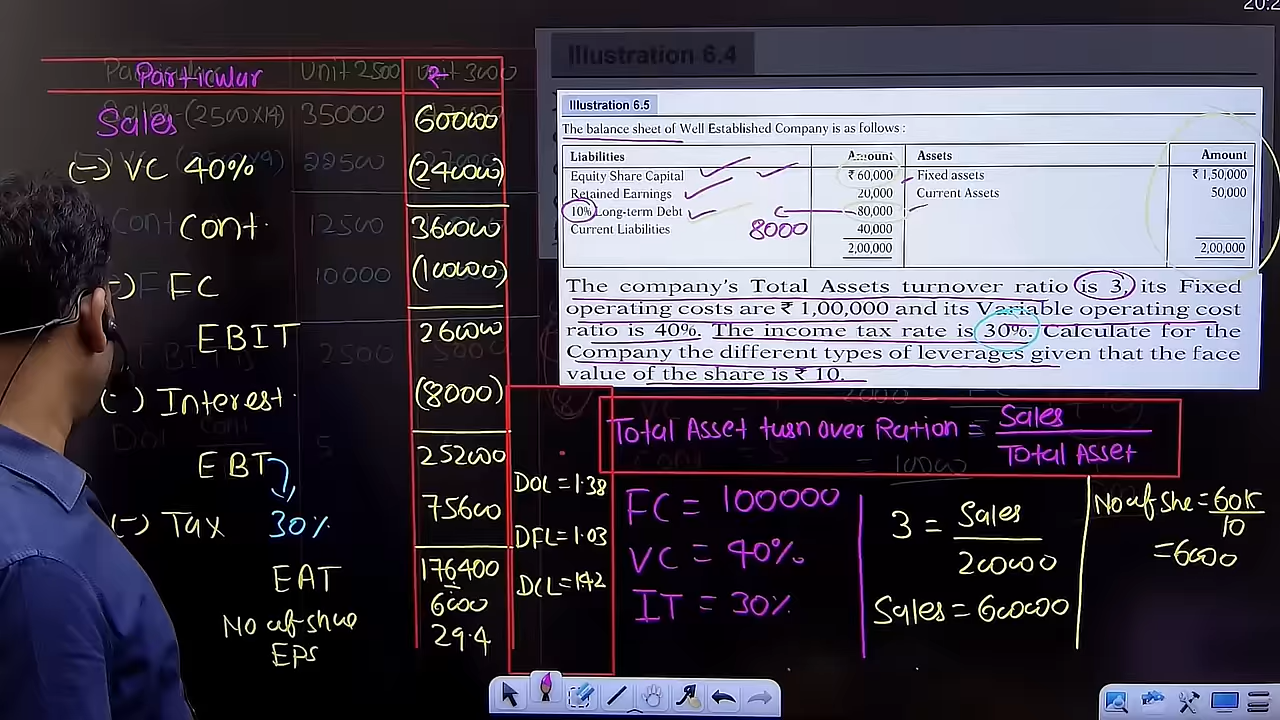 20:2
Illustration 6.4
Particular ₹
Unit 2500 Unit 3000
Sales 600000
(2500×14) 35000
(-) VC 40% (240000)
22500
Cont. 360000
Cont 12500
(-) FC (100000)
F 10000
EBIT 260000
2500
(-) Interest (8000)
EBT 252000
(-) Tax 30% 75600
EAT 176400
No of share 6000
EPS 29.4
DOL = 1.38
DFL = 1.03
DCL = 1.42
Illustration 6.5
The balance sheet of Well Established Company is as follows :
Liabilities Amount Assets Amount
Equity Share Capital ₹ 60,000 Fixed assets ₹ 1,50,000
Retained Earnings 20,000 Current Assets 50,000
10% Long-term Debt 80,000
8000
Current Liabilities 40,000
2,00,000 2,00,000
The company's Total Assets turnover ratio is 3, its Fixed
operating costs are ₹ 1,00,000 and its Variable operating cost
ratio is 40%. The income tax rate is 30% Calculate for the
Company the different types of leverages given that the face
value of the share is ₹ 10.
Total Asset turn over Ration = Sales
Total Asset
FC = 100000
VC = 40%
IT = 30%
3 = Sales
200000
Sales = 600000
No of she = 60K
10
= 6000